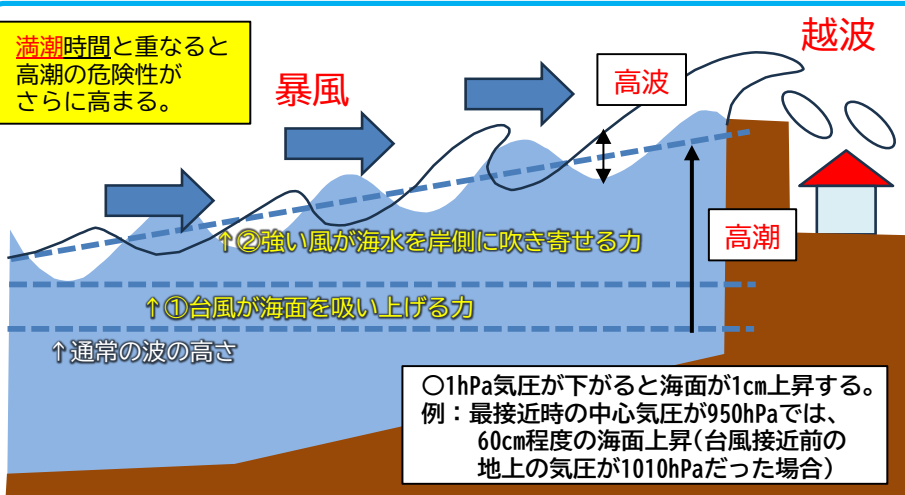 満潮時間と重なると
高潮の危険性が
さらに高まる。
暴風
高波
越波
↑②強い風が海水を岸側に吹き寄せる力
高潮
↑①台風が海面を吸い上げる力
↑通常の波の高さ
〇1hPa気圧が下がると海面が1cm上昇する。
例：最接近時の中心気圧が950hPaでは、
60cm程度の海面上昇(台風接近前の
地上の気圧が1010hPaだった場合)